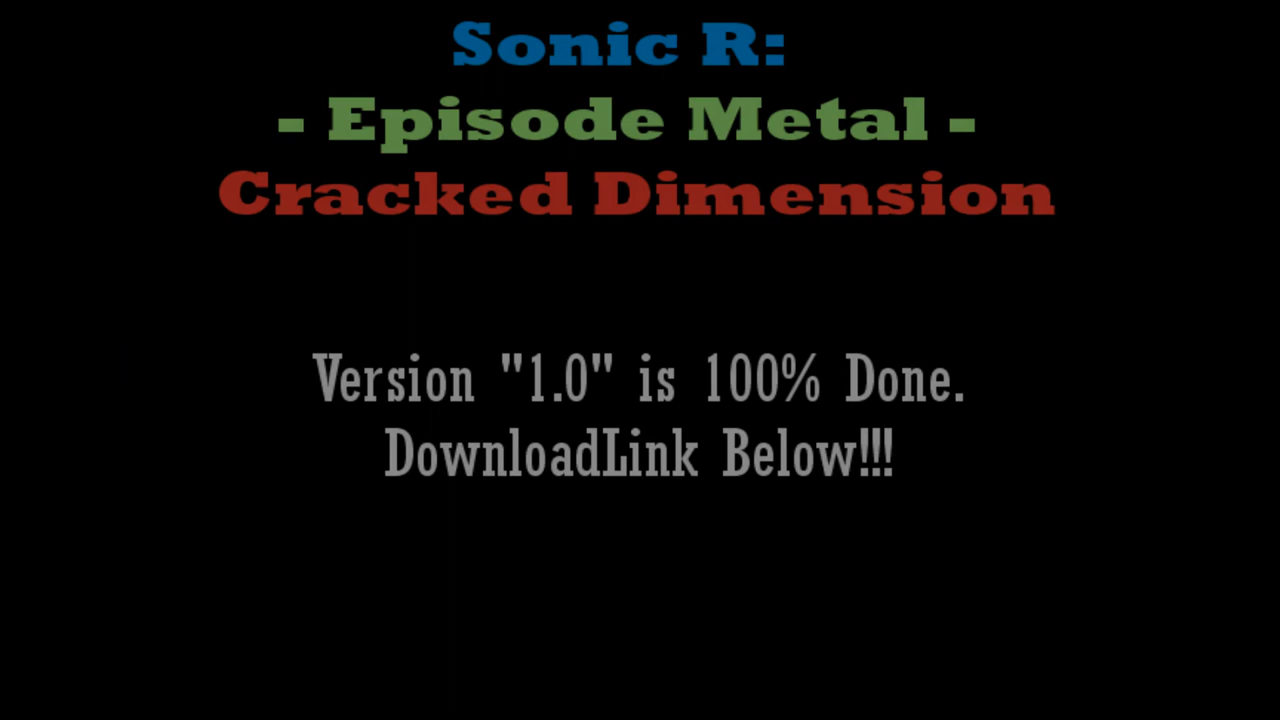 Sonic R:
- Episode Metal -
Cracked Dimension
Version "1.0" is 100% Done.
DownloadLink Below!!!